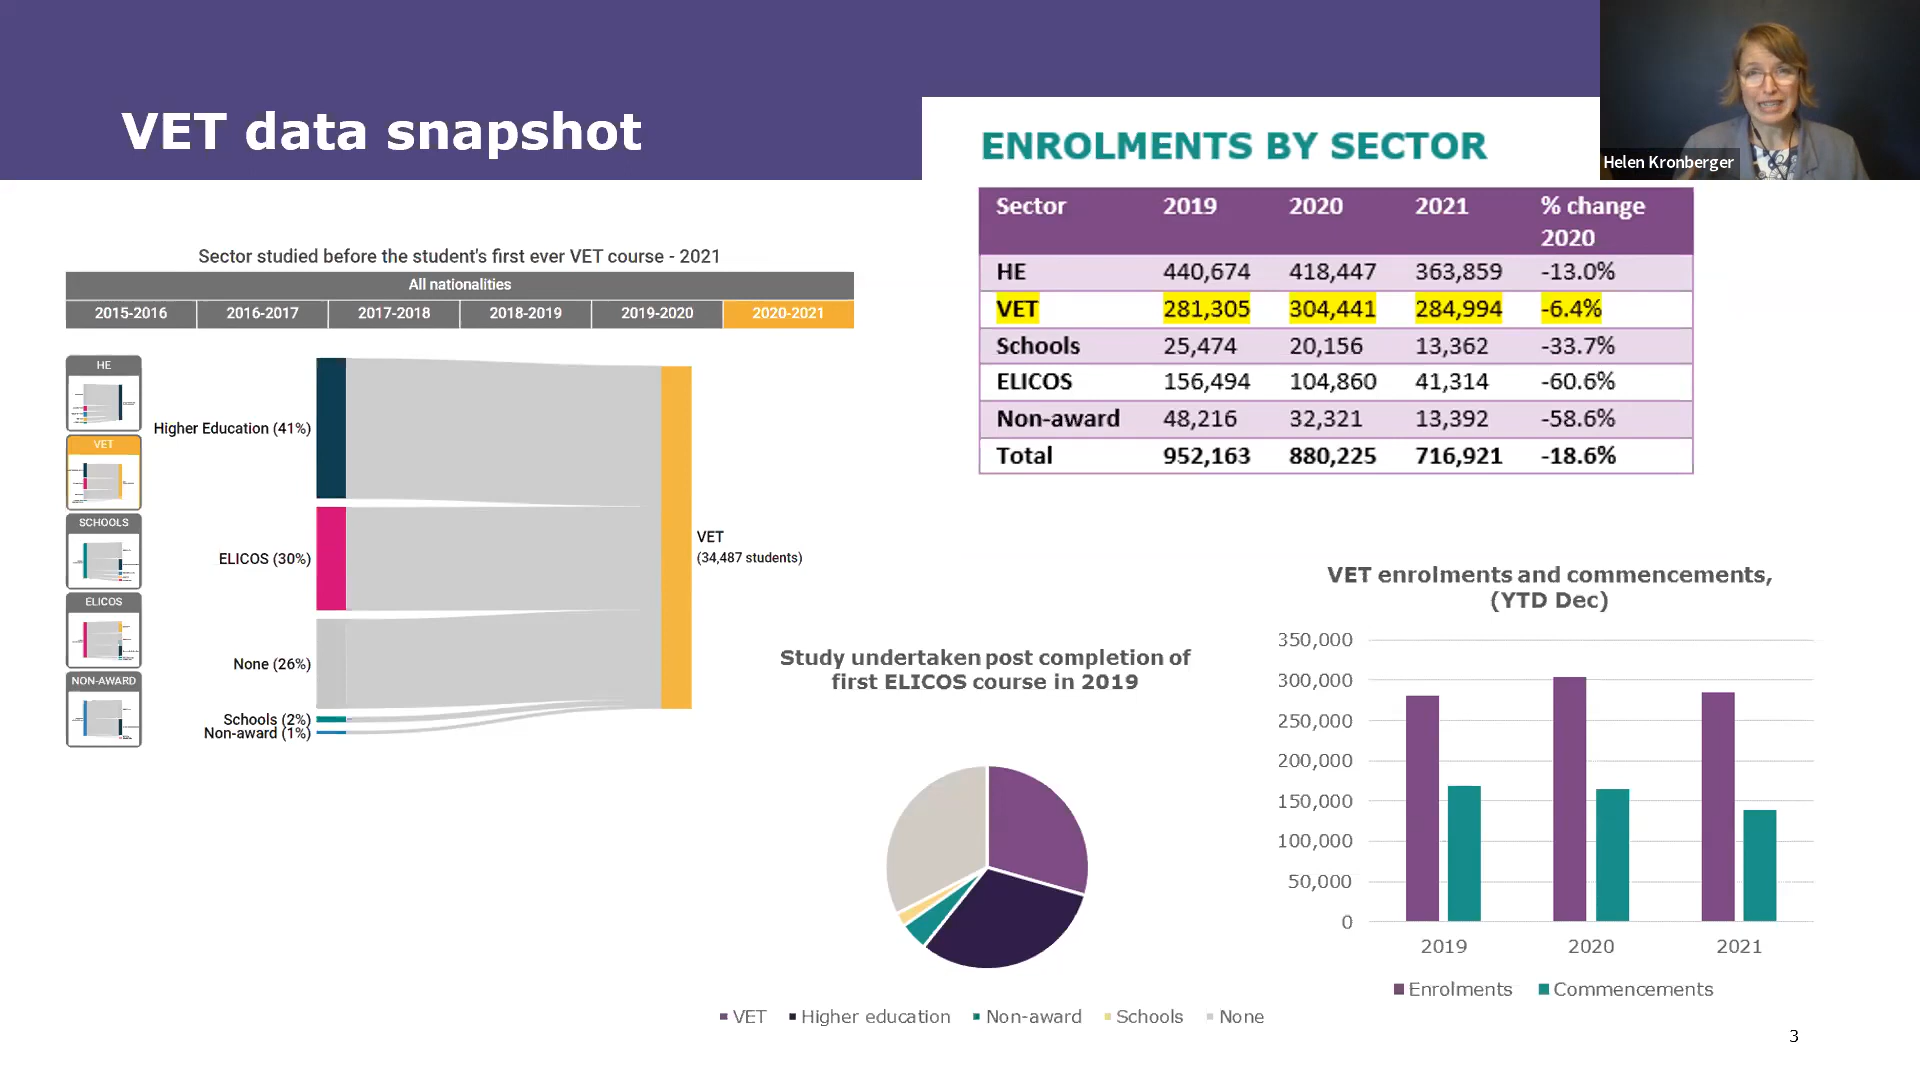 VET data snapshot
Helen Kronberger
ENROLMENTS BY SECTOR
Sector 2019 2020 2021 % change 2020
HE 440,674 418,447 363,859 -13.0%
VET 281,305 304,441 284,994 -6.4%
Schools 25,474 20,156 13,362 -33.7%
ELICOS 156,494 104,860 41,314 -60.6%
Non-award 48,216 32,321 13,392 -58.6%
Total 952,163 880,225 716,921 -18.6%
Sector studied before the student's first ever VET course - 2021
All nationalities
2015-2016 2016-2017 2017-2018 2018-2019 2019-2020 2020-2021
HE
VET
SCHOOLS
ELICOS
NON-AWARD
Higher Education (41%)
ELICOS (30%)
None (26%)
Schools (2%)
Non-award (1%)
VET
(34,487 students)
Study undertaken post completion of
first ELICOS course in 2019
VET Higher education Non-award Schools None
VET enrolments and commencements,
(YTD Dec)
350,000
300,000
250,000
200,000
150,000
100,000
50,000
0
2019 2020 2021
Enrolments Commencements
3